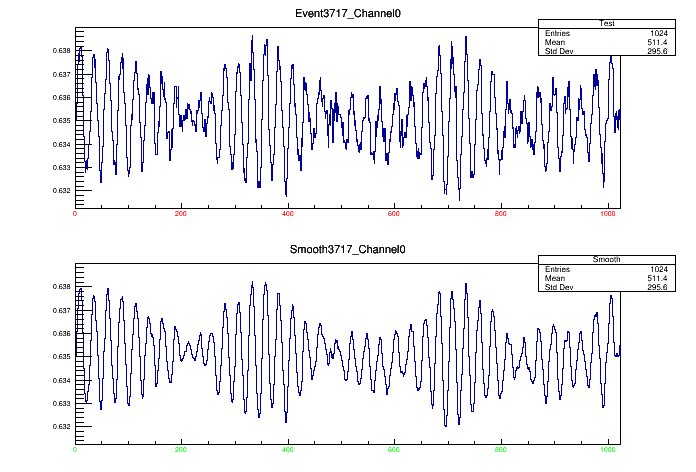 Event3717_Channel0
Test
Entries 1024
Mean 511.4
Std Dev 295.6
0.638
0.637
0.636
0.635
0.634
0.633
0.632
0 200 400 600 800 1000
Smooth3717_Channel0
Smooth
Entries 1024
Mean 511.4
Std Dev 295.6
0.638
0.637
0.636
0.635
0.634
0.633
0.632
0 200 400 600 800 1000